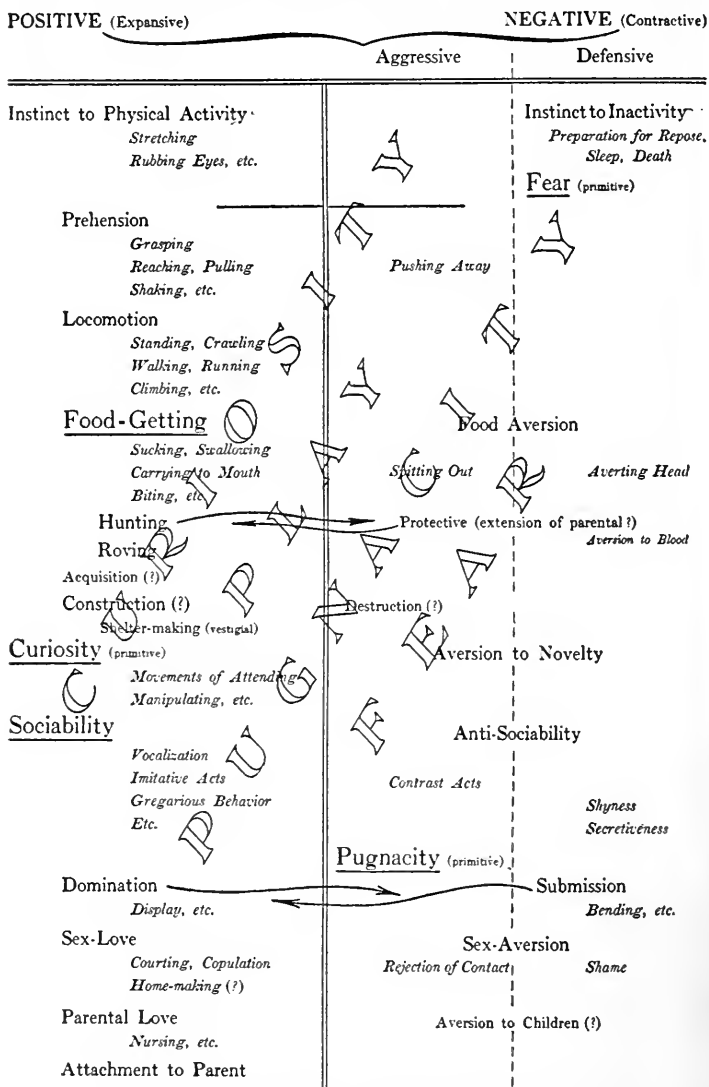 POSITIVE (Expansive) NEGATIVE (Contractive)
Aggressive Defensive
Instinct to Physical Activity Instinct to Inactivity
Stretching Preparation for Repose,
Rubbing Eyes, etc. Sleep, Death
Fear (primitive)
Prehension
Grasping
Reaching, Pulling Pushing Away
Shaking, etc.
Locomotion
Standing, Crawling
Walking, Running
Climbing, etc.
Food-Getting Food Aversion
Sucking, Swallowing
Carrying to Mouth Spitting Out Averting Head
Biting, etc.
Hunting Protective (extension of parental?)
Roving Aversion to Blood
Acquisition (?)
Construction (?) Destruction (?)
Shelter-making (vestigial)
Curiosity (primitive) Aversion to Novelty
Movements of Attending
Manipulating, etc.
Sociability Anti-Sociability
Vocalization
Imitative Acts Contrast Acts
Gregarious Behavior Shyness
Etc. Secretiveness
Pugnacity (primitive)
Domination Submission
Display, etc. Bending, etc.
Sex-Love Sex-Aversion
Courting, Copulation Rejection of Contact Shame
Home-making (?)
Parental Love Aversion to Children (?)
Nursing, etc.
Attachment to Parent
CURIOSITY
PLAY
PUGNACITY
FEAR